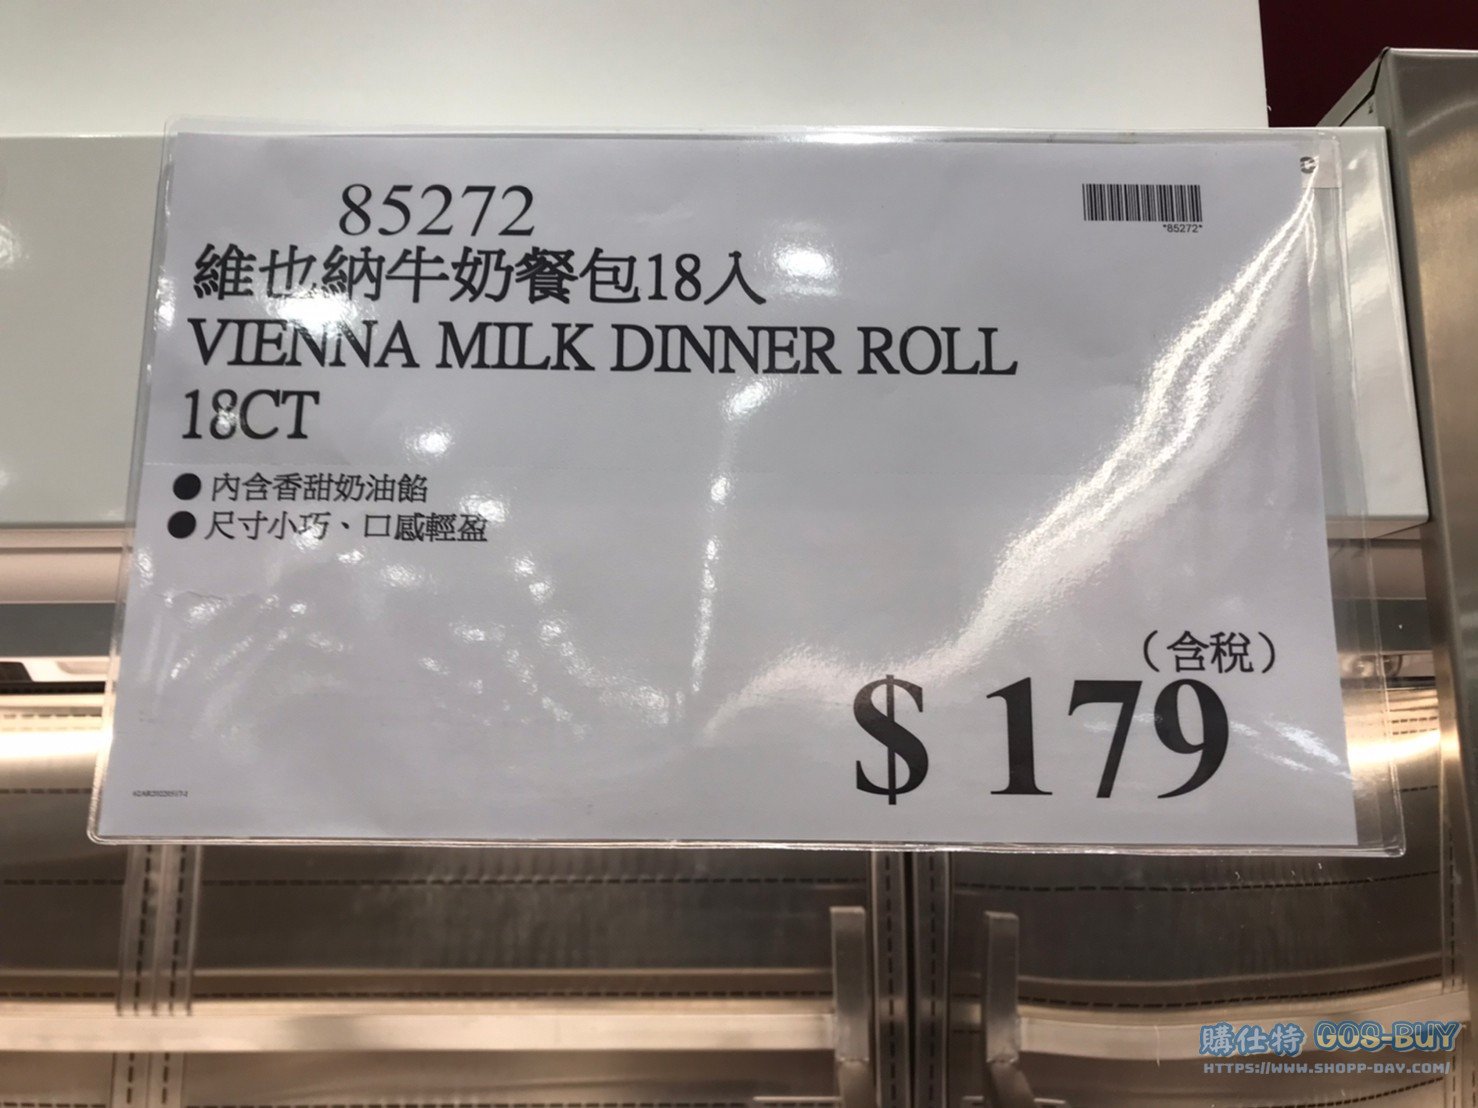 85272
*85272*
維也納牛奶餐包18入
VIENNA MILK DINNER ROLL
18CT
● 內含香甜奶油餡
● 尺寸小巧、口感輕盈
（含稅）
$ 179
購仕特 GOS-BUY
HTTPS://WWW.SHOPP-DAY.COM/